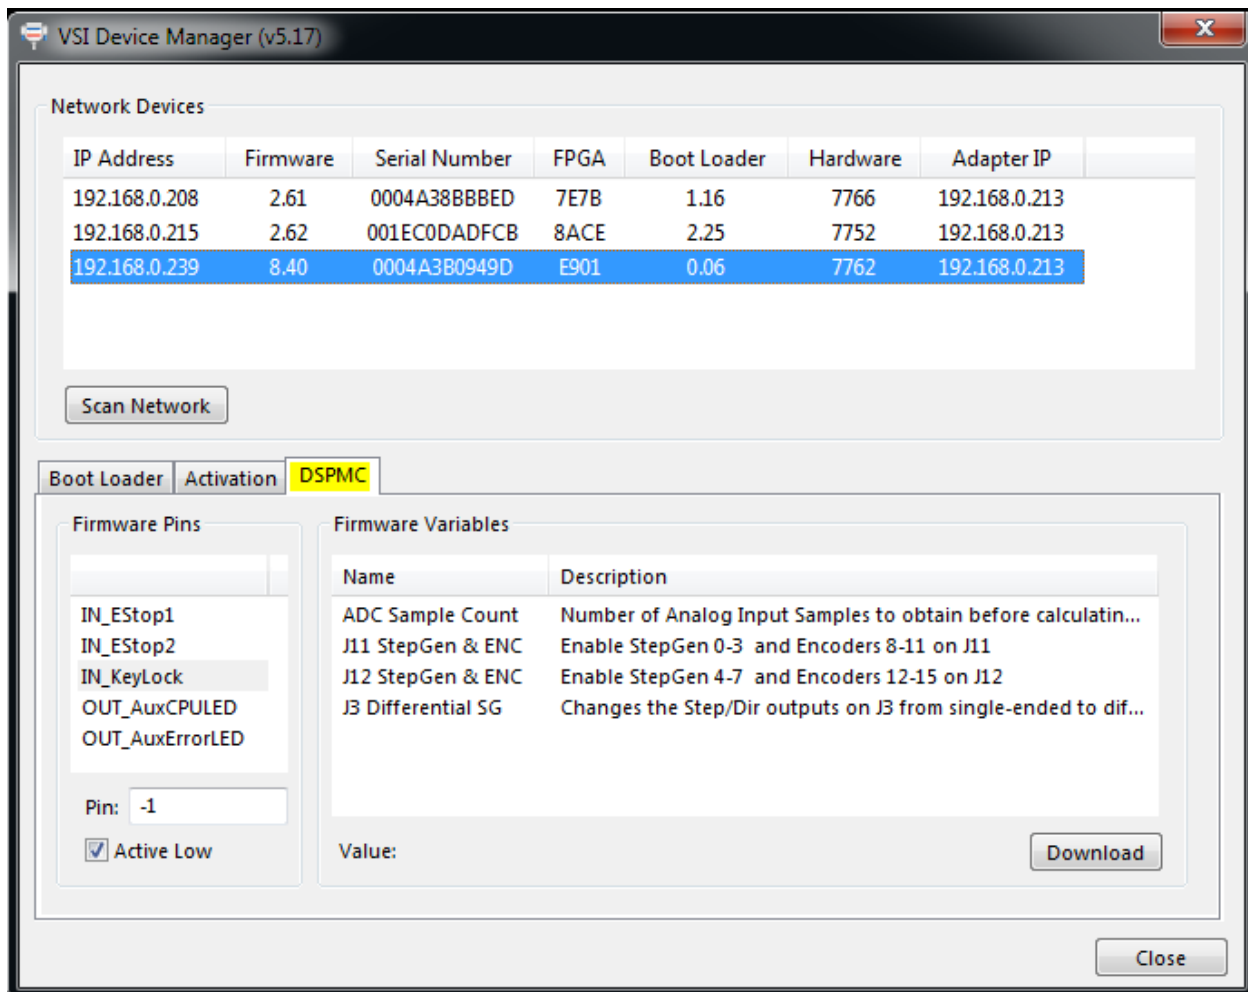 VSI Device Manager (v5.17)
Network Devices
IP Address Firmware Serial Number FPGA Boot Loader Hardware Adapter IP
192.168.0.208 2.61 0004A38BBBED 7E7B 1.16 7766 192.168.0.213
192.168.0.215 2.62 001EC0DADFCB 8ACE 2.25 7752 192.168.0.213
192.168.0.239 8.40 0004A3B0949D E901 0.06 7762 192.168.0.213
Scan Network
Boot Loader Activation DSPMC
Firmware Pins Firmware Variables
Name Description
IN_EStop1 ADC Sample Count Number of Analog Input Samples to obtain before calculatin...
IN_EStop2 J11 StepGen & ENC Enable StepGen 0-3 and Encoders 8-11 on J11
IN_KeyLock J12 StepGen & ENC Enable StepGen 4-7 and Encoders 12-15 on J12
OUT_AuxCPULED J3 Differential SG Changes the Step/Dir outputs on J3 from single-ended to dif...
OUT_AuxErrorLED
Pin: -1
Active Low Value: Download
Close